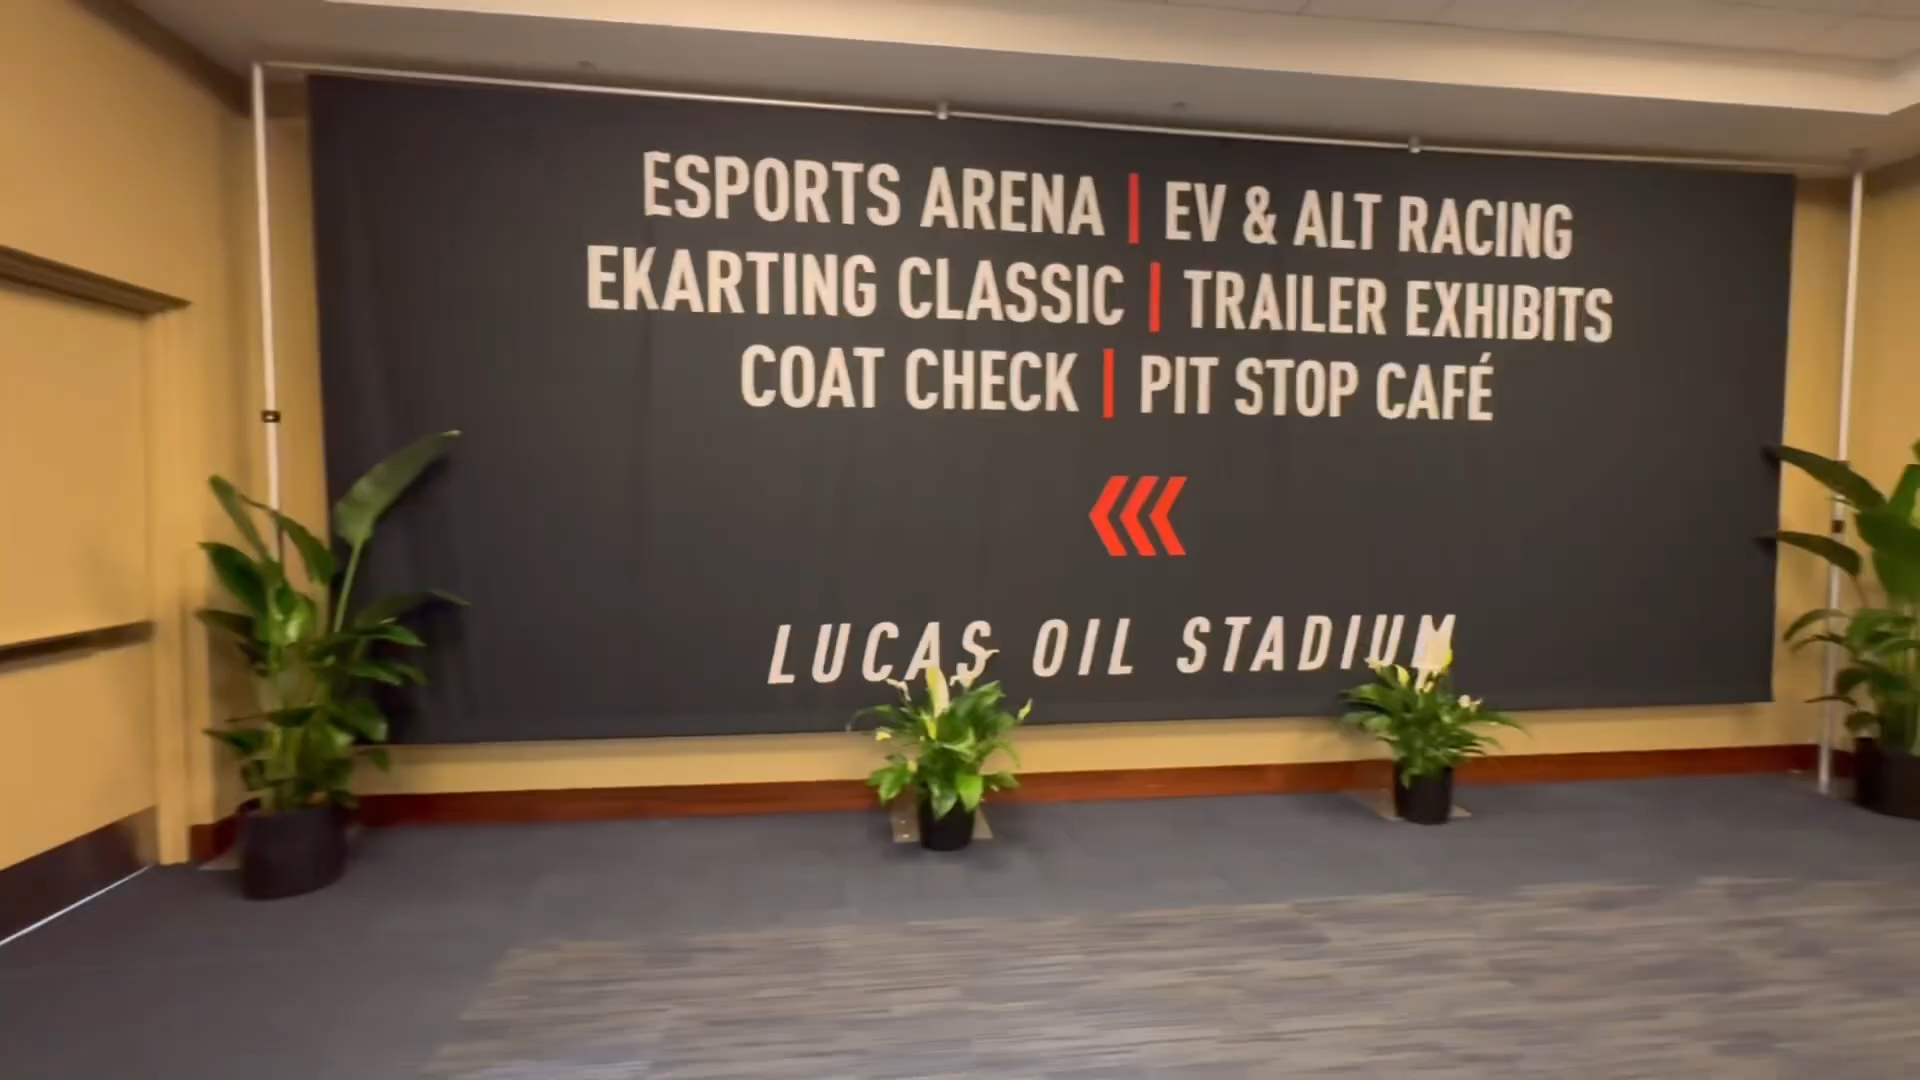 ESPORTS ARENA | EV & ALT RACING
EKARTING CLASSIC | TRAILER EXHIBITS
COAT CHECK | PIT STOP CAFÉ
LUCAS OIL STADIUM